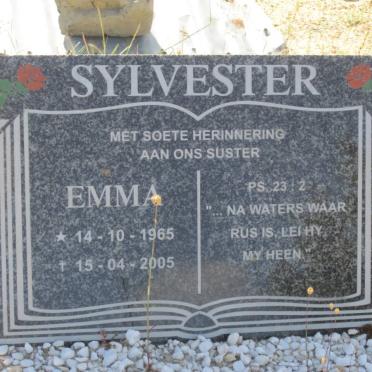 SYLVESTER
MET SOETE HERINNERING
AAN ONS SUSTER
EMMA
★ 14 - 10 - 1965
† 15 - 04 - 2005
PS. 23 : 2
"... NA WATERS WAAR
RUS IS, LEI HY
MY HEEN."